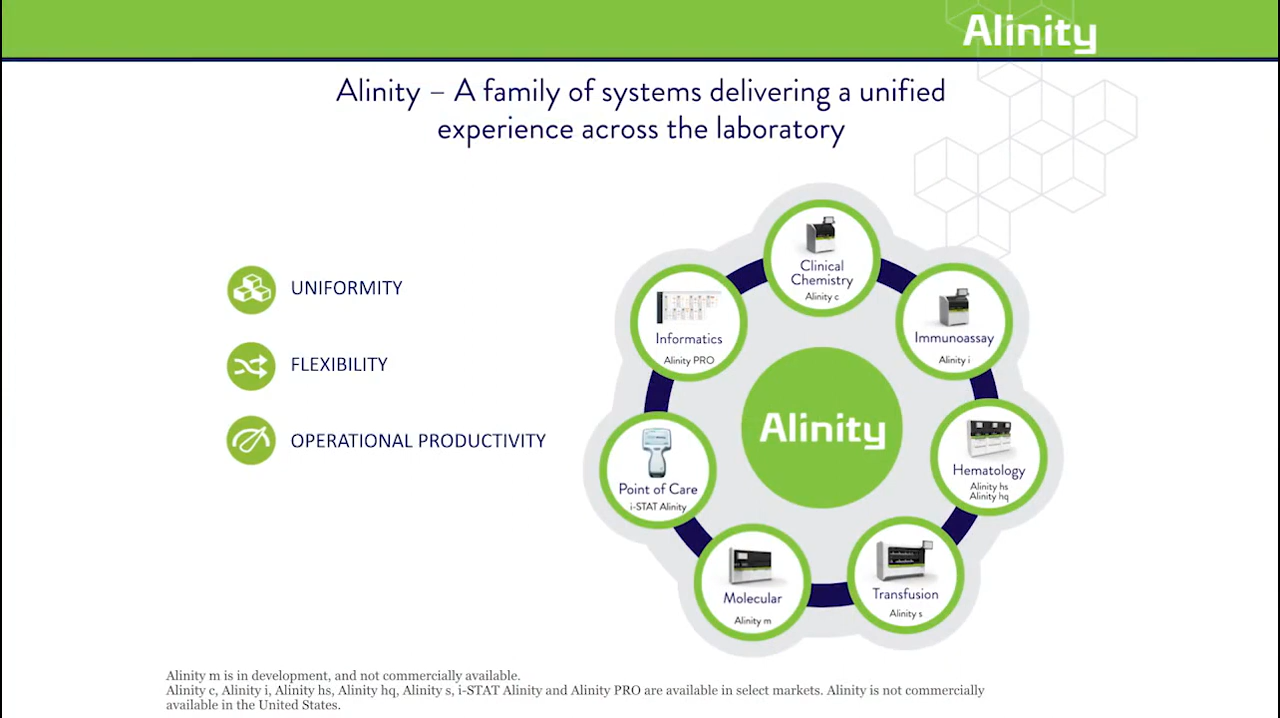 Alinity
Alinity – A family of systems delivering a unified
experience across the laboratory
UNIFORMITY
FLEXIBILITY
OPERATIONAL PRODUCTIVITY
Clinical
Chemistry
Alinity c
Immunoassay
Alinity i
Hematology
Alinity hs
Alinity hq
Transfusion
Alinity s
Molecular
Alinity m
Point of Care
i-STAT Alinity
Informatics
Alinity PRO
Alinity
Alinity m is in development, and not commercially available.
Alinity c, Alinity i, Alinity hs, Alinity hq, Alinity s, i-STAT Alinity and Alinity PRO are available in select markets. Alinity is not commercially
available in the United States.